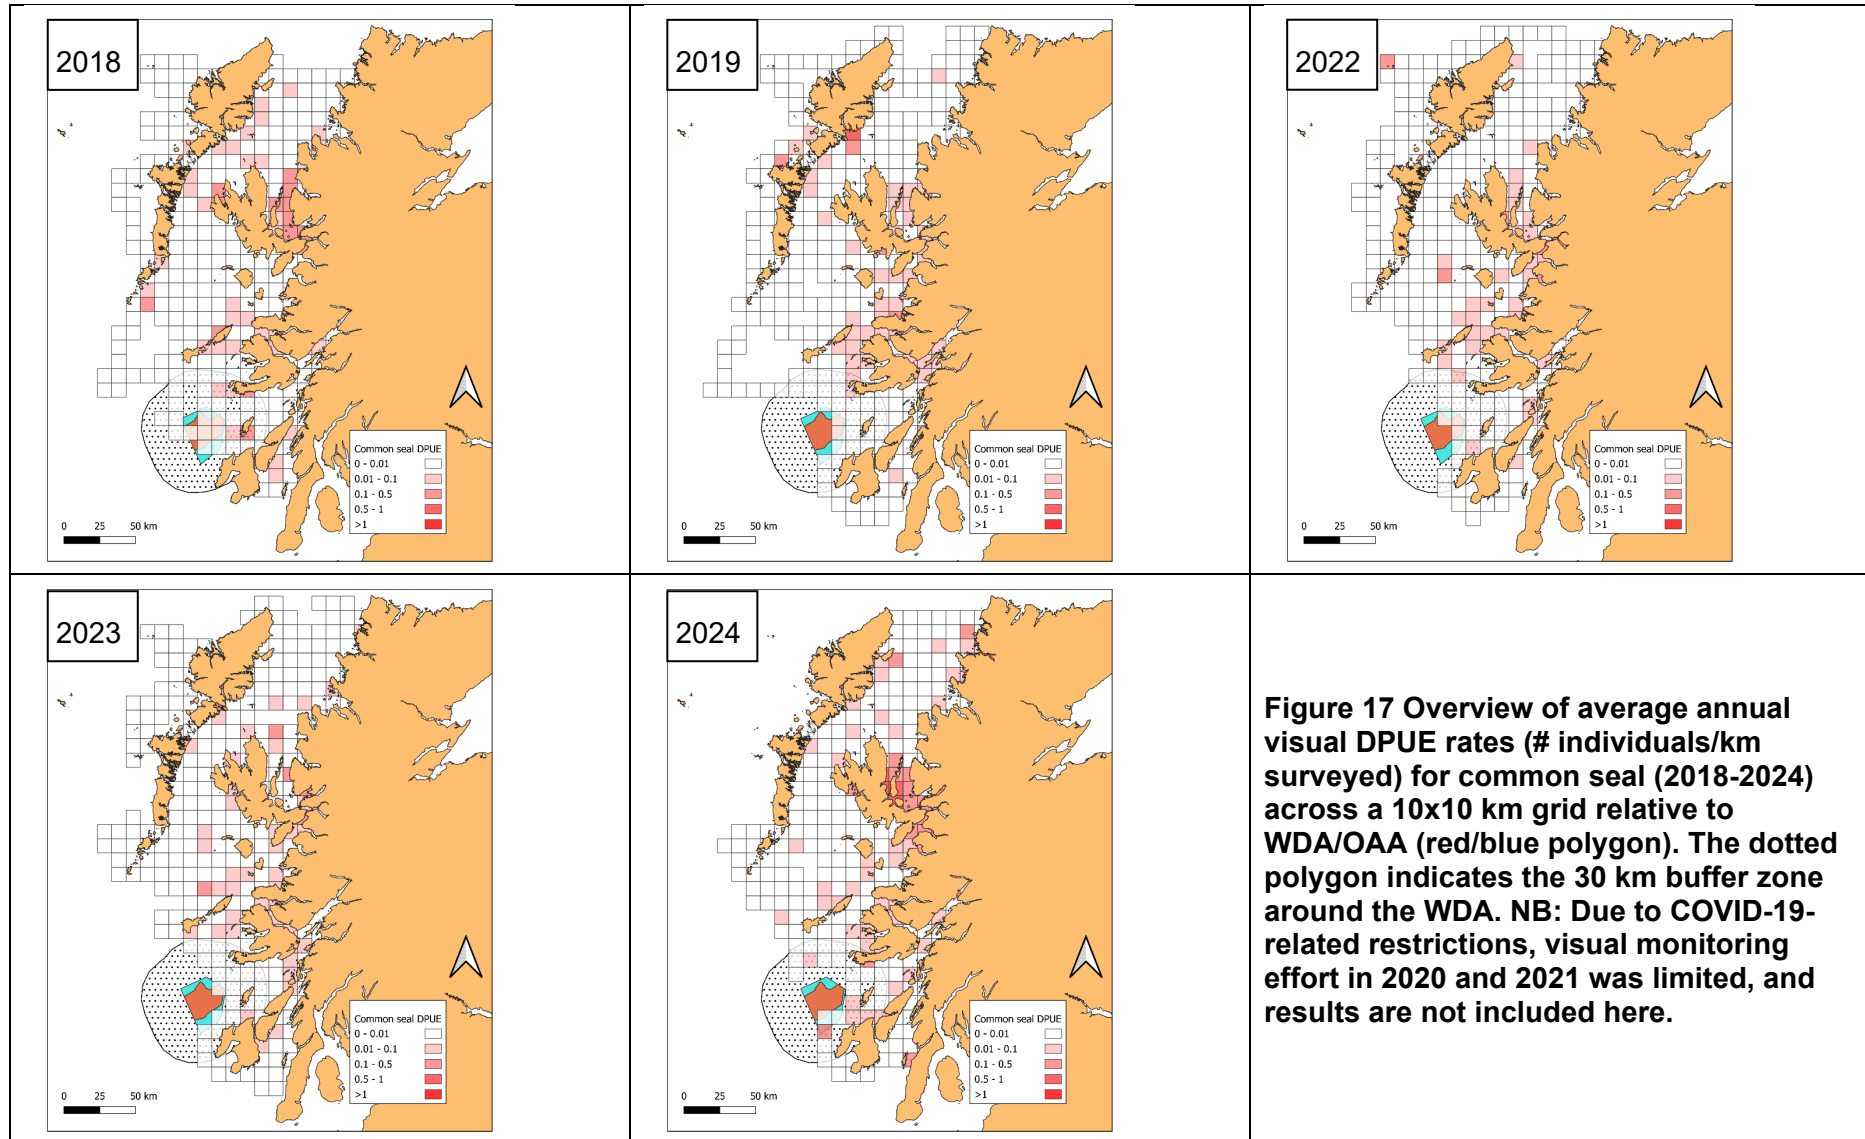 2018
Common seal DPUE
0 - 0.01
0.01 - 0.1
0.1 - 0.5
0.5 - 1
>1
0 25 50 km
2019
Common seal DPUE
0 - 0.01
0.01 - 0.1
0.1 - 0.5
0.5 - 1
>1
0 25 50 km
2022
Common seal DPUE
0 - 0.01
0.01 - 0.1
0.1 - 0.5
0.5 - 1
>1
0 25 50 km
2023
Common seal DPUE
0 - 0.01
0.01 - 0.1
0.1 - 0.5
0.5 - 1
>1
0 25 50 km
2024
Common seal DPUE
0 - 0.01
0.01 - 0.1
0.1 - 0.5
0.5 - 1
>1
0 25 50 km
Figure 17 Overview of average annual
visual DPUE rates (# individuals/km
surveyed) for common seal (2018-2024)
across a 10x10 km grid relative to
WDA/OAA (red/blue polygon). The dotted
polygon indicates the 30 km buffer zone
around the WDA. NB: Due to COVID-19-
related restrictions, visual monitoring
effort in 2020 and 2021 was limited, and
results are not included here.